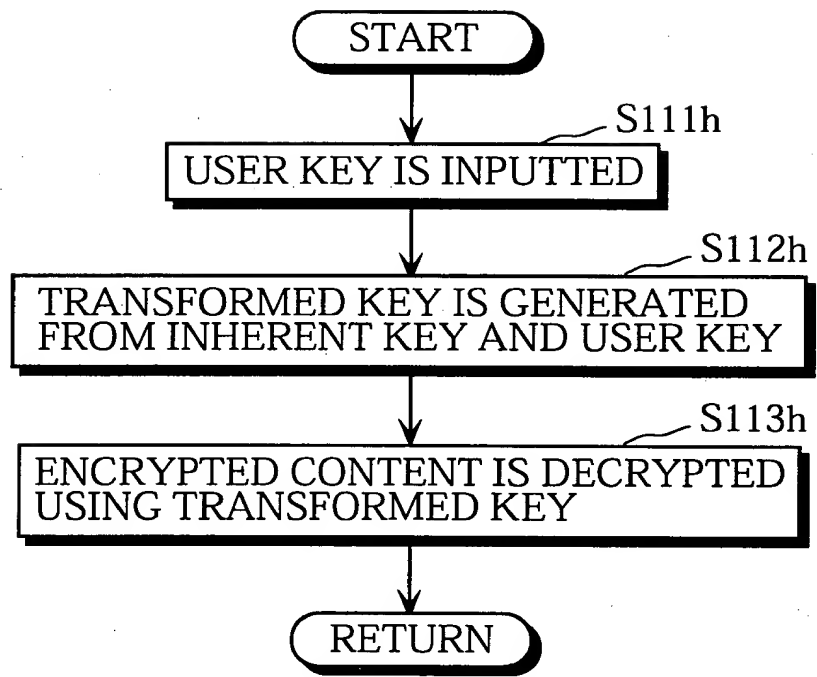 START
S111h
USER KEY IS INPUTTED
S112h
TRANSFORMED KEY IS GENERATED
FROM INHERENT KEY AND USER KEY
S113h
ENCRYPTED CONTENT IS DECRYPTED
USING TRANSFORMED KEY
RETURN